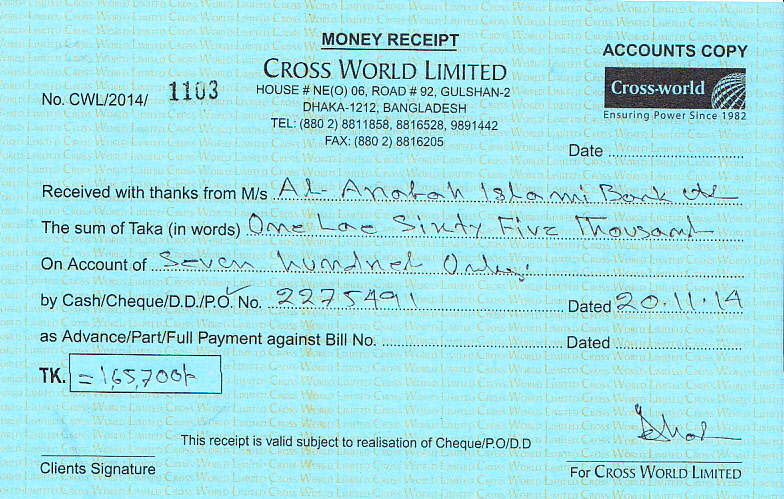 MONEY RECEIPT
ACCOUNTS COPY
CROSS WORLD LIMITED
HOUSE # NE(O) 06, ROAD # 92, GULSHAN-2
DHAKA-1212, BANGLADESH
TEL: (880 2) 8811858, 8816528, 9891442
FAX: (880 2) 8816205
Cross-world
Ensuring Power Since 1982
No. CWL/2014/ 1103
Date
Received with thanks from M/s Al-Arafah Islami Bank Ltd
The sum of Taka (in words) One Lac Sixty Five Thousand
On Account of Seven hundred Only
by Cash/Cheque/D.D./P.O. No. 2275491 Dated 20.11.14
as Advance/Part/Full Payment against Bill No. Dated
TK. =1,65,700/-
This receipt is valid subject to realisation of Cheque/P.O/D.D
Clients Signature
For CROSS WORLD LIMITED